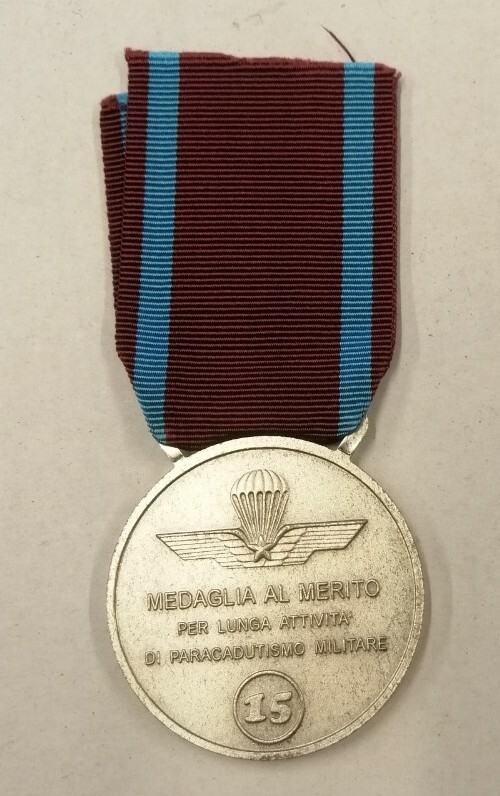 MEDAGLIA AL MERITO
PER LUNGA ATTIVITA'
DI PARACADUTISMO MILITARE
15